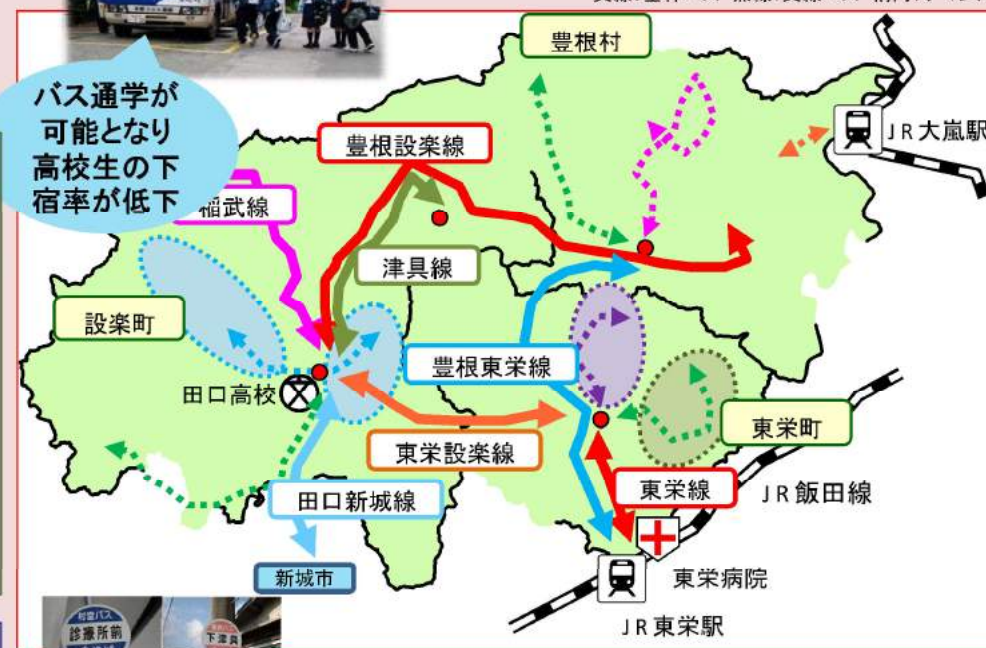 バス通学が
可能となり
高校生の下
宿率が低下
豊根村
JR大嵐駅
豊根設楽線
稲武線
津具線
設楽町
豊根東栄線
田口高校
東栄設楽線
東栄町
田口新城線
東栄線
JR飯田線
新城市
東栄病院
JR東栄駅
診療所前
下津具